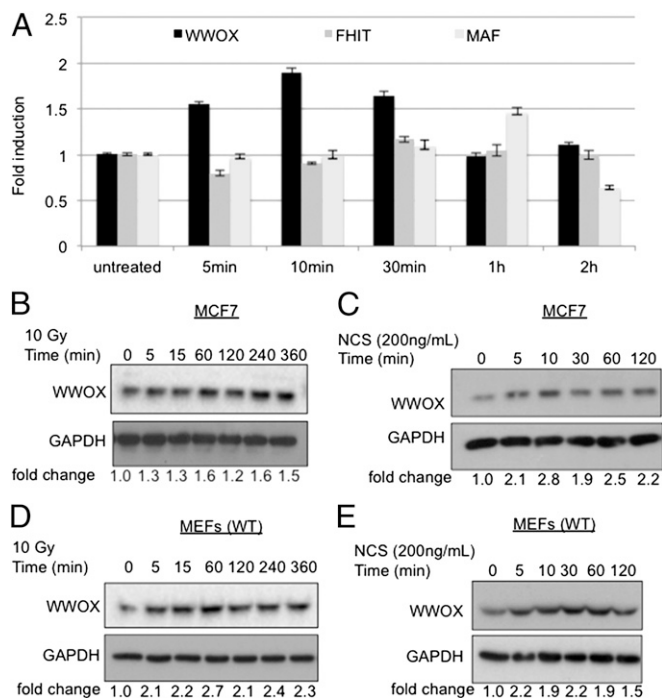 A
WWOX FHIT MAF
2.5
2
1.5
1
0.5
0
Fold induction
untreated 5min 10min 30min 1h 2h
B
MCF7
10 Gy
Time (min) 0 5 15 60 120 240 360
WWOX
GAPDH
fold change 1.0 1.3 1.3 1.6 1.2 1.6 1.5
C
MCF7
NCS (200ng/mL)
Time (min) 0 5 10 30 60 120
WWOX
GAPDH
fold change 1.0 2.1 2.8 1.9 2.5 2.2
D
MEFs (WT)
10 Gy
Time (min) 0 5 15 60 120 240 360
WWOX
GAPDH
fold change 1.0 2.1 2.2 2.7 2.1 2.4 2.3
E
MEFs (WT)
NCS (200ng/mL)
Time (min) 0 5 10 30 60 120
WWOX
GAPDH
fold change 1.0 2.2 1.9 2.2 1.9 1.5